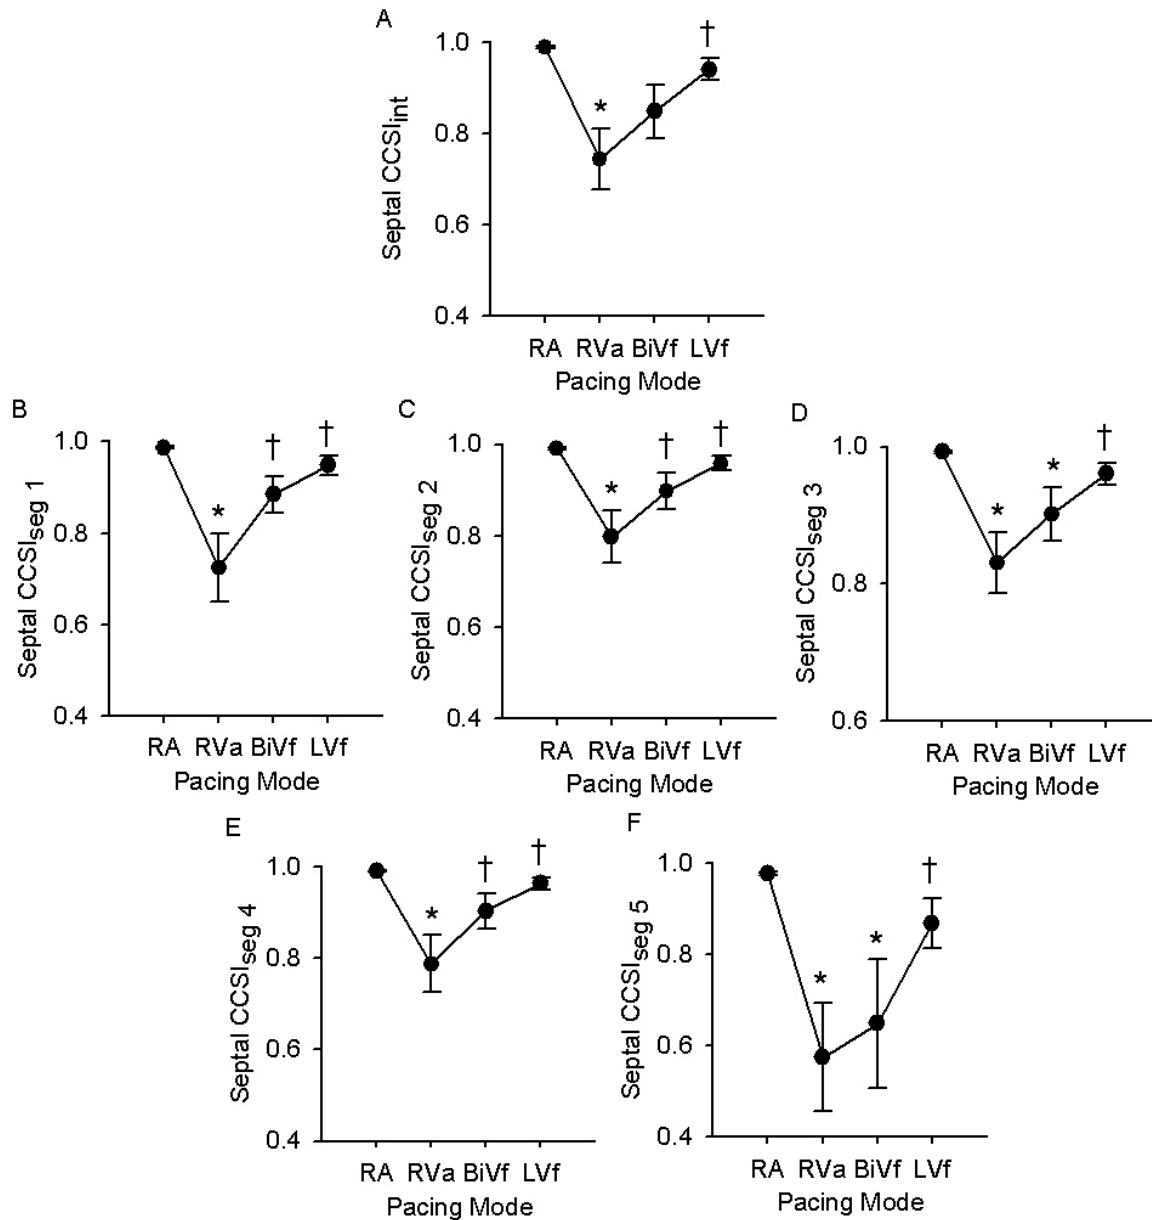 A
†
1.0
*
0.8
0.6
0.4
Septal CCSIint
RA RVa BiVf LVf
Pacing Mode
B
†
†
1.0
*
0.8
0.6
0.4
Septal CCSIseg 1
RA RVa BiVf LVf
Pacing Mode
C
†
†
1.0
*
0.8
0.6
0.4
Septal CCSIseg 2
RA RVa BiVf LVf
Pacing Mode
D
†
1.0
*
*
0.8
0.6
Septal CCSIseg 3
RA RVa BiVf LVf
Pacing Mode
E
†
†
1.0
*
0.8
0.6
0.4
Septal CCSIseg 4
RA RVa BiVf LVf
Pacing Mode
F
†
1.0
*
*
0.8
0.6
0.4
Septal CCSIseg 5
RA RVa BiVf LVf
Pacing Mode